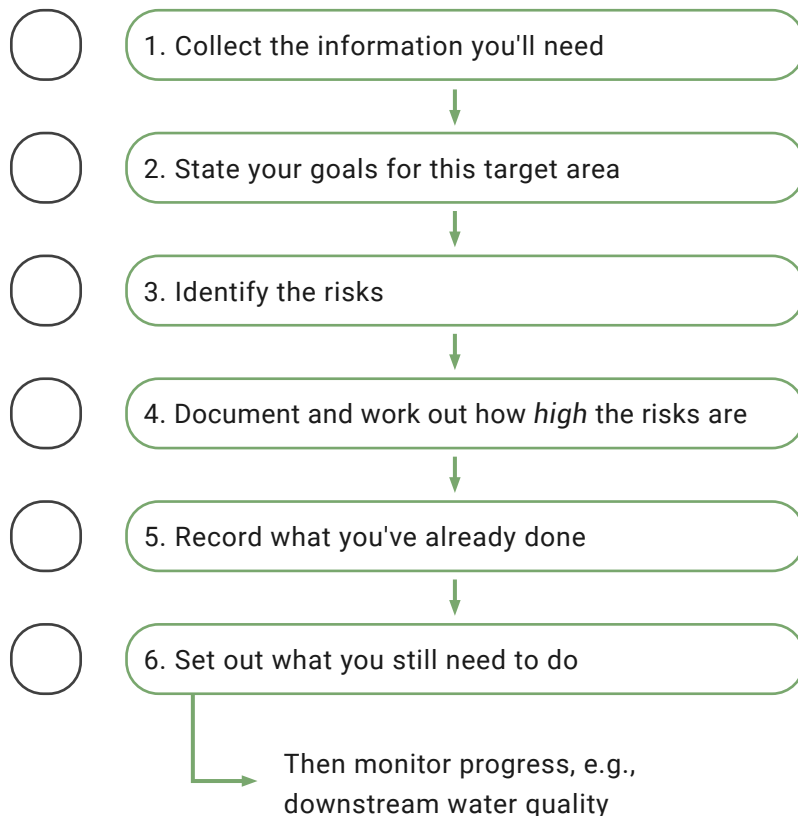 1. Collect the information you'll need
2. State your goals for this target area
3. Identify the risks
4. Document and work out how high the risks are
5. Record what you've already done
6. Set out what you still need to do
Then monitor progress, e.g.,
downstream water quality